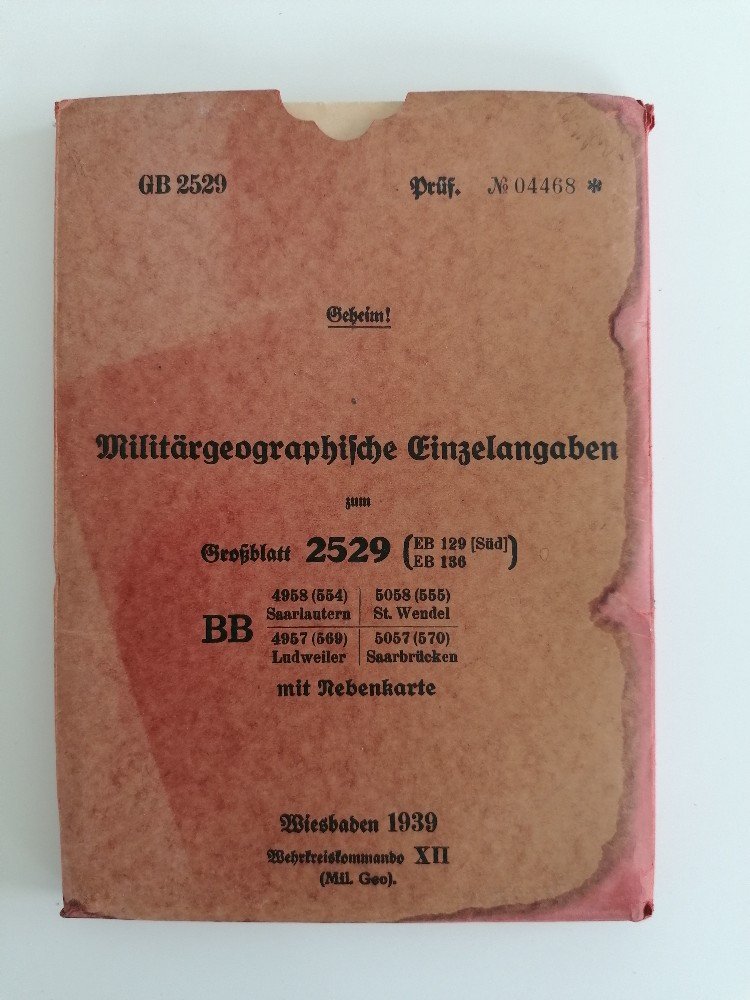 GB 2529 Prüf. № 04468 *
Geheim!
Militärgeographische Einzelangaben
zum
Großblatt 2529 (EB 129 [Süd]
EB 136)
BB
4958 (554) 5058 (555)
Saarlautern St. Wendel
4957 (569) 5057 (570)
Ludweiler Saarbrücken
mit Nebenkarte
Wiesbaden 1939
Wehrkreiskommando XII
(Mil. Geo).